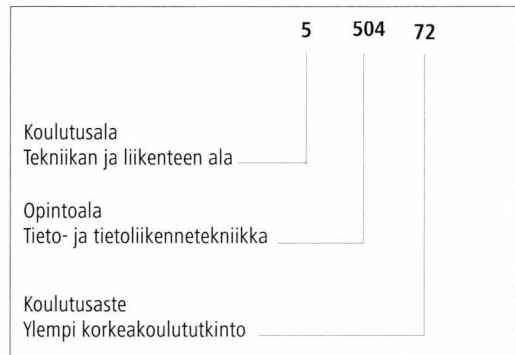 5 504 72
Koulutusala
Tekniikan ja liikenteen ala
Opintoala
Tieto- ja tietoliikennetekniikka
Koulutusaste
Ylempi korkeakoulututkinto